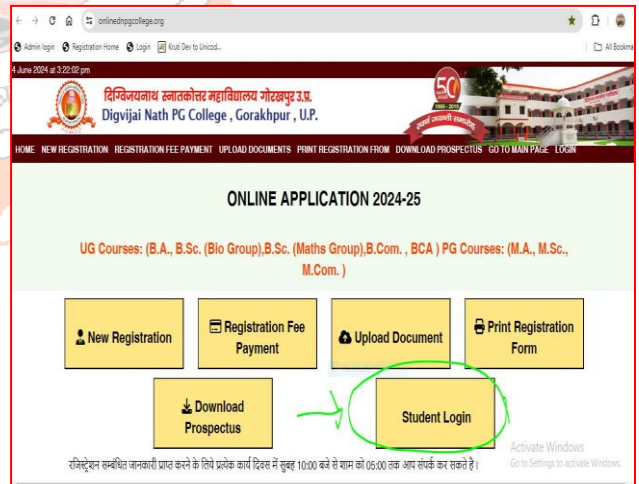 onlinednpgcollege.org
Admin login Registration Home Login Kruti Dev to Unicod... All Bookma
4 June 2024 at 3:22:02 pm
दिग्विजयनाथ स्नातकोत्तर महाविद्यालय गोरखपुर उ.प्र.
Digvijai Nath PG College , Gorakhpur , U.P.
50
1969 - 2019
स्वर्ण जयन्ती समारोह
HOME NEW REGISTRATION REGISTRATION FEE PAYMENT UPLOAD DOCUMENTS PRINT REGISTRATION FROM DOWNLOAD PROSPECTUS GO TO MAIN PAGE LOGIN
ONLINE APPLICATION 2024-25
UG Courses: (B.A., B.Sc. (Bio Group),B.Sc. (Maths Group),B.Com. , BCA ) PG Courses: (M.A., M.Sc.,
M.Com. )
New Registration
Registration Fee
Payment
Upload Document
Print Registration
Form
Download
Prospectus
Student Login
Activate Windows
Go to Settings to activate Windows
रजिस्ट्रेशन सम्बंधित जानकारी प्राप्त करने के लिये प्रत्येक कार्य दिवस में सुबह 10:00 बजे से शाम को 05:00 तक आप संपर्क कर सकते है।